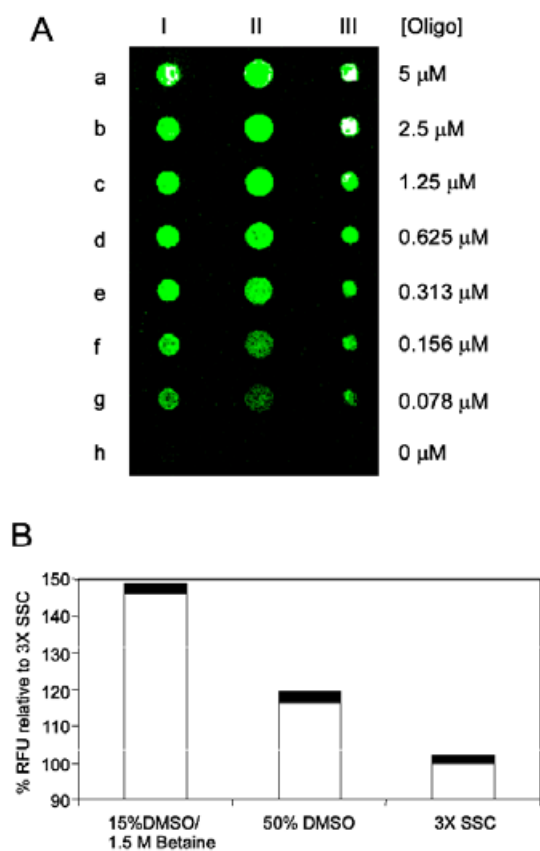 A
I II III [Oligo]
a 5 μM
b 2.5 μM
c 1.25 μM
d 0.625 μM
e 0.313 μM
f 0.156 μM
g 0.078 μM
h 0 μM
B
% RFU relative to 3X SSC
150
140
130
120
110
100
90
15%DMSO/ 50% DMSO 3X SSC
1.5 M Betaine